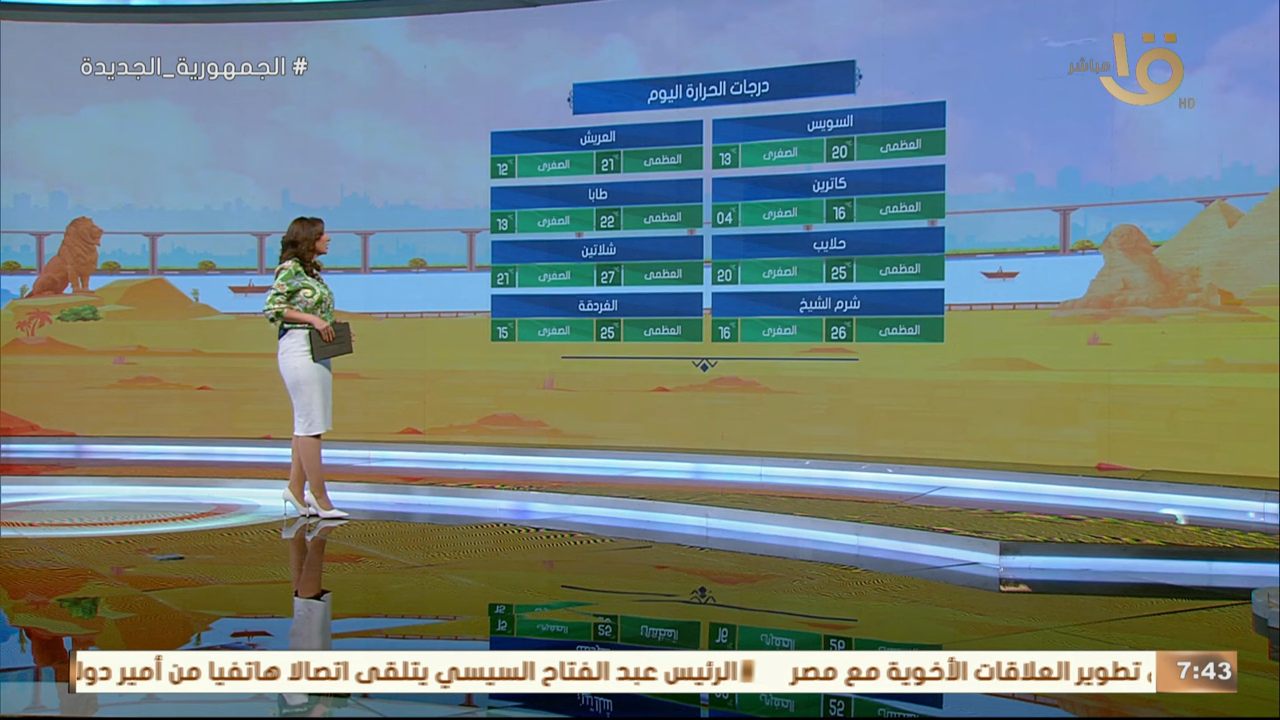 # الجمهورية_الجديدة
مباشر
HD
درجات الحرارة اليوم
السويس
العظمى 20 الصغرى 13
العريش
العظمى 21 الصغرى 12
كاترين
العظمى 16 الصغرى 04
طابا
العظمى 22 الصغرى 13
حلايب
العظمى 25 الصغرى 20
شلاتين
العظمى 27 الصغرى 21
شرم الشيخ
العظمى 26 الصغرى 16
الغردقة
العظمى 25 الصغرى 15
7:43
تطوير العلاقات الأخوية مع مصر الرئيس عبد الفتاح السيسي يتلقى اتصالا هاتفيا من أمير